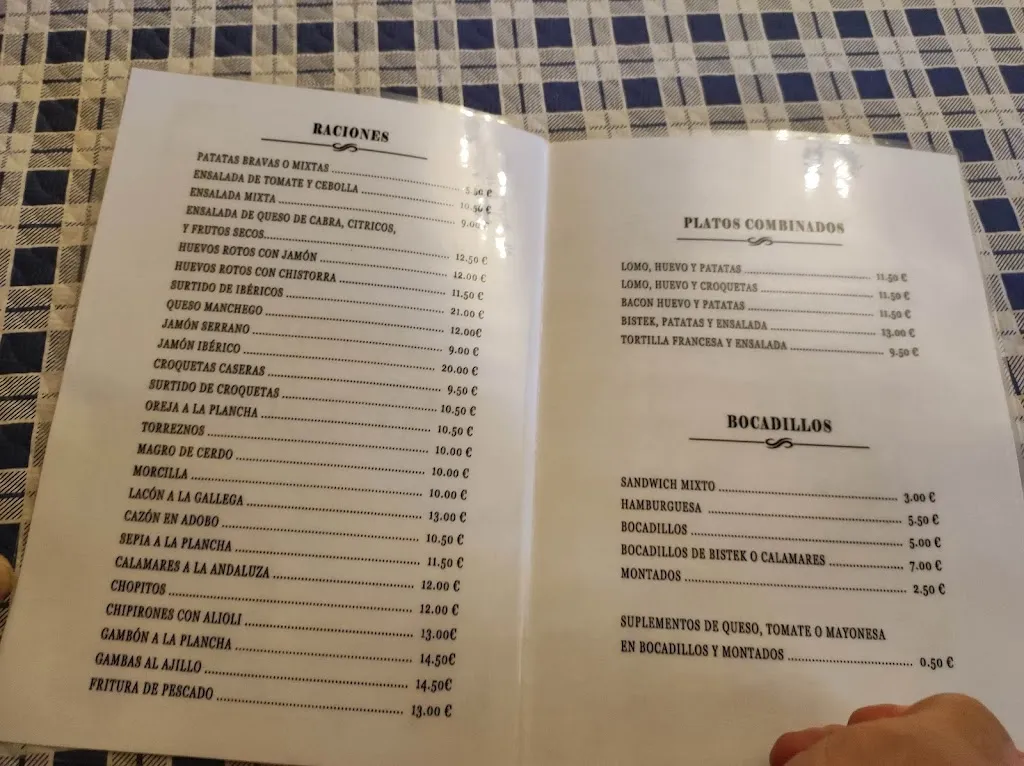 RACIONES
PATATAS BRAVAS O MIXTAS 5.50 €
ENSALADA DE TOMATE Y CEBOLLA 10.50 €
ENSALADA MIXTA 9.00 €
ENSALADA DE QUESO DE CABRA, CITRICOS,
Y FRUTOS SECOS 12.50 €
HUEVOS ROTOS CON JAMÓN 12.00 €
HUEVOS ROTOS CON CHISTORRA 11.50 €
SURTIDO DE IBÉRICOS 21.00 €
QUESO MANCHEGO 12.00€
JAMÓN SERRANO 9.00 €
JAMÓN IBÉRICO 20.00 €
CROQUETAS CASERAS 9.50 €
SURTIDO DE CROQUETAS 10.50 €
OREJA A LA PLANCHA 10.50 €
TORREZNOS 10.00 €
MAGRO DE CERDO 10.00 €
MORCILLA 10.00 €
LACÓN A LA GALLEGA 13.00 €
CAZÓN EN ADOBO 10.50 €
SEPIA A LA PLANCHA 11.50 €
CALAMARES A LA ANDALUZA 12.00 €
CHOPITOS 12.00 €
CHIPIRONES CON ALIOLI 13.00€
GAMBÓN A LA PLANCHA 14.50€
GAMBAS AL AJILLO 14.50€
FRITURA DE PESCADO 13.00 €
PLATOS COMBINADOS
LOMO, HUEVO Y PATATAS 11.50 €
LOMO, HUEVO Y CROQUETAS 11.50 €
BACON HUEVO Y PATATAS 11.50 €
BISTEK, PATATAS Y ENSALADA 13.00 €
TORTILLA FRANCESA Y ENSALADA 9.50 €
BOCADILLOS
SANDWICH MIXTO 3.00 €
HAMBURGUESA 5.50 €
BOCADILLOS 5.00 €
BOCADILLOS DE BISTEK O CALAMARES 7.00 €
MONTADOS 2.50 €
SUPLEMENTOS DE QUESO, TOMATE O MAYONESA
EN BOCADILLOS Y MONTADOS 0.50 €